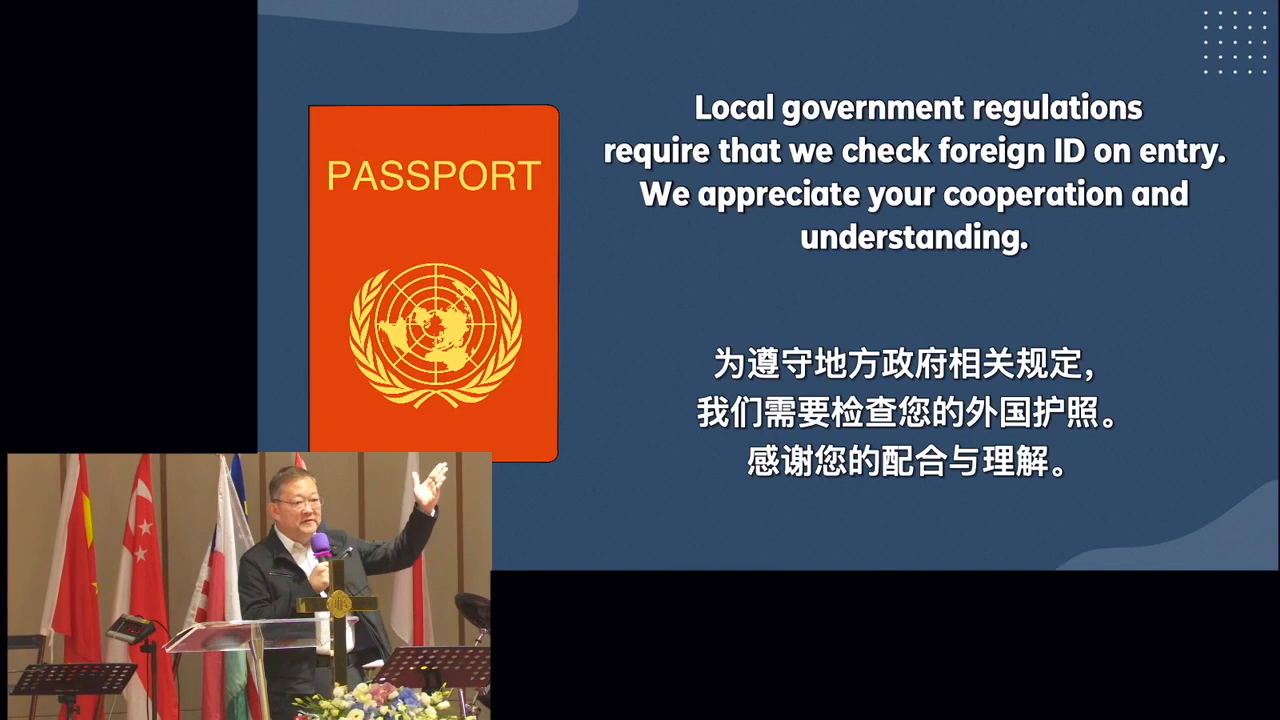 Local government regulations
require that we check foreign ID on entry.
We appreciate your cooperation and
understanding.
PASSPORT
为遵守地方政府相关规定,
我们需要检查您的外国护照。
感谢您的配合与理解。